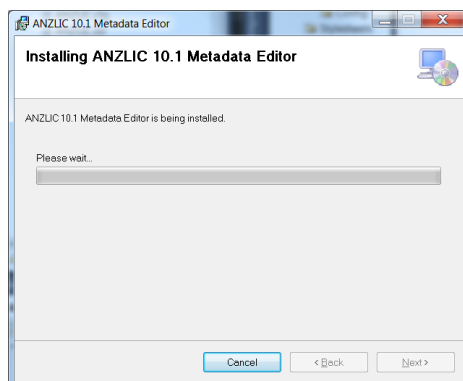 ANZLIC 10.1 Metadata Editor
Installing ANZLIC 10.1 Metadata Editor
ANZLIC 10.1 Metadata Editor is being installed.
Please wait...
Cancel
< Back
Next >